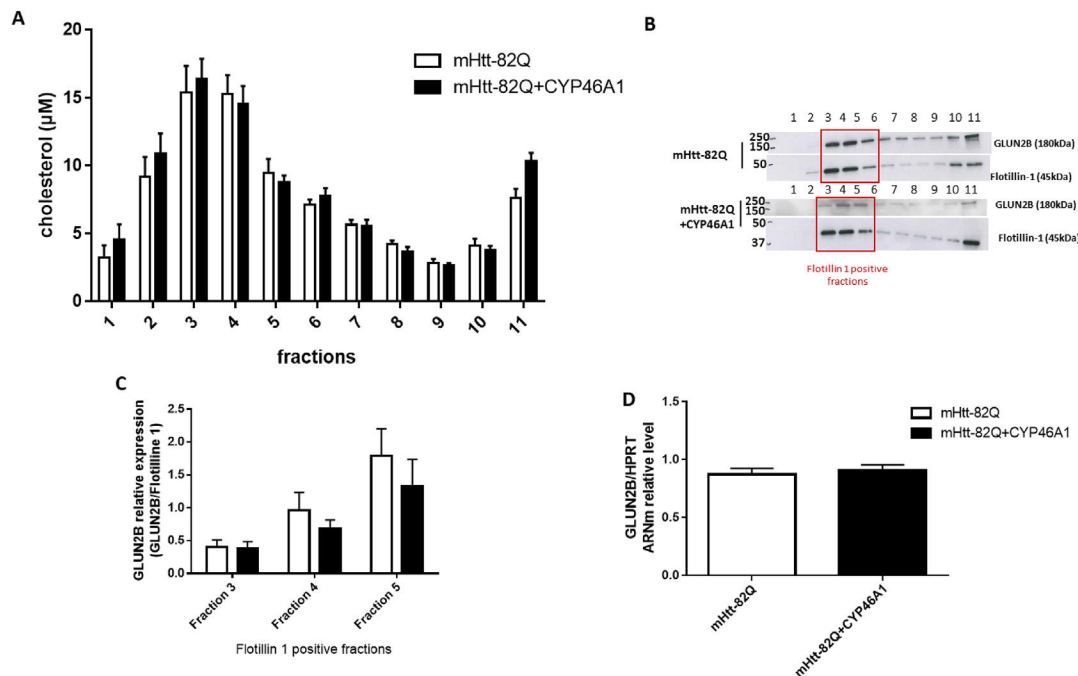 A
20
15
10
5
0
cholesterol (µM)
1 2 3 4 5 6 7 8 9 10 11
fractions
mHtt-82Q
mHtt-82Q+CYP46A1
B
1 2 3 4 5 6 7 8 9 10 11
mHtt-82Q
250
150
50
GLUN2B (180kDa)
Flotillin-1 (45kDa)
1 2 3 4 5 6 7 8 9 10 11
mHtt-82Q
+CYP46A1
250
150
50
37
GLUN2B (180kDa)
Flotillin-1 (45kDa)
Flotillin 1 positive
fractions
C
GLUN2B relative expression
(GLUN2B/Flotilline 1)
2.5
2.0
1.5
1.0
0.5
0.0
Fraction 3
Fraction 4
Fraction 5
Flotillin 1 positive fractions
D
GLUN2B/HPRT
ARNm relative level
1.5
1.0
0.5
0.0
mHtt-82Q
mHtt-82Q+CYP46A1
mHtt-82Q
mHtt-82Q+CYP46A1